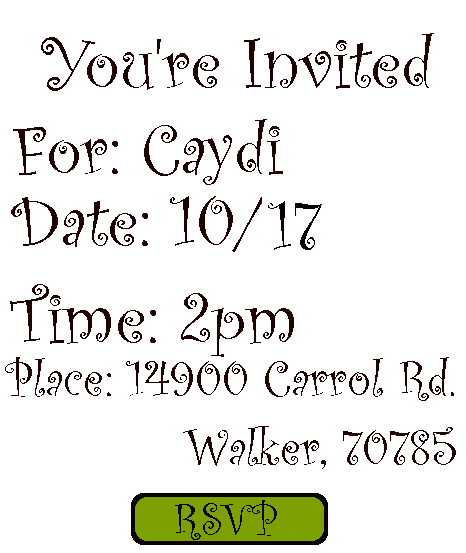 You're Invited
For: Caydi
Date: 10/17
Time: 2pm
Place: 14900 Carrol Rd.
Walker, 70785
RSVP